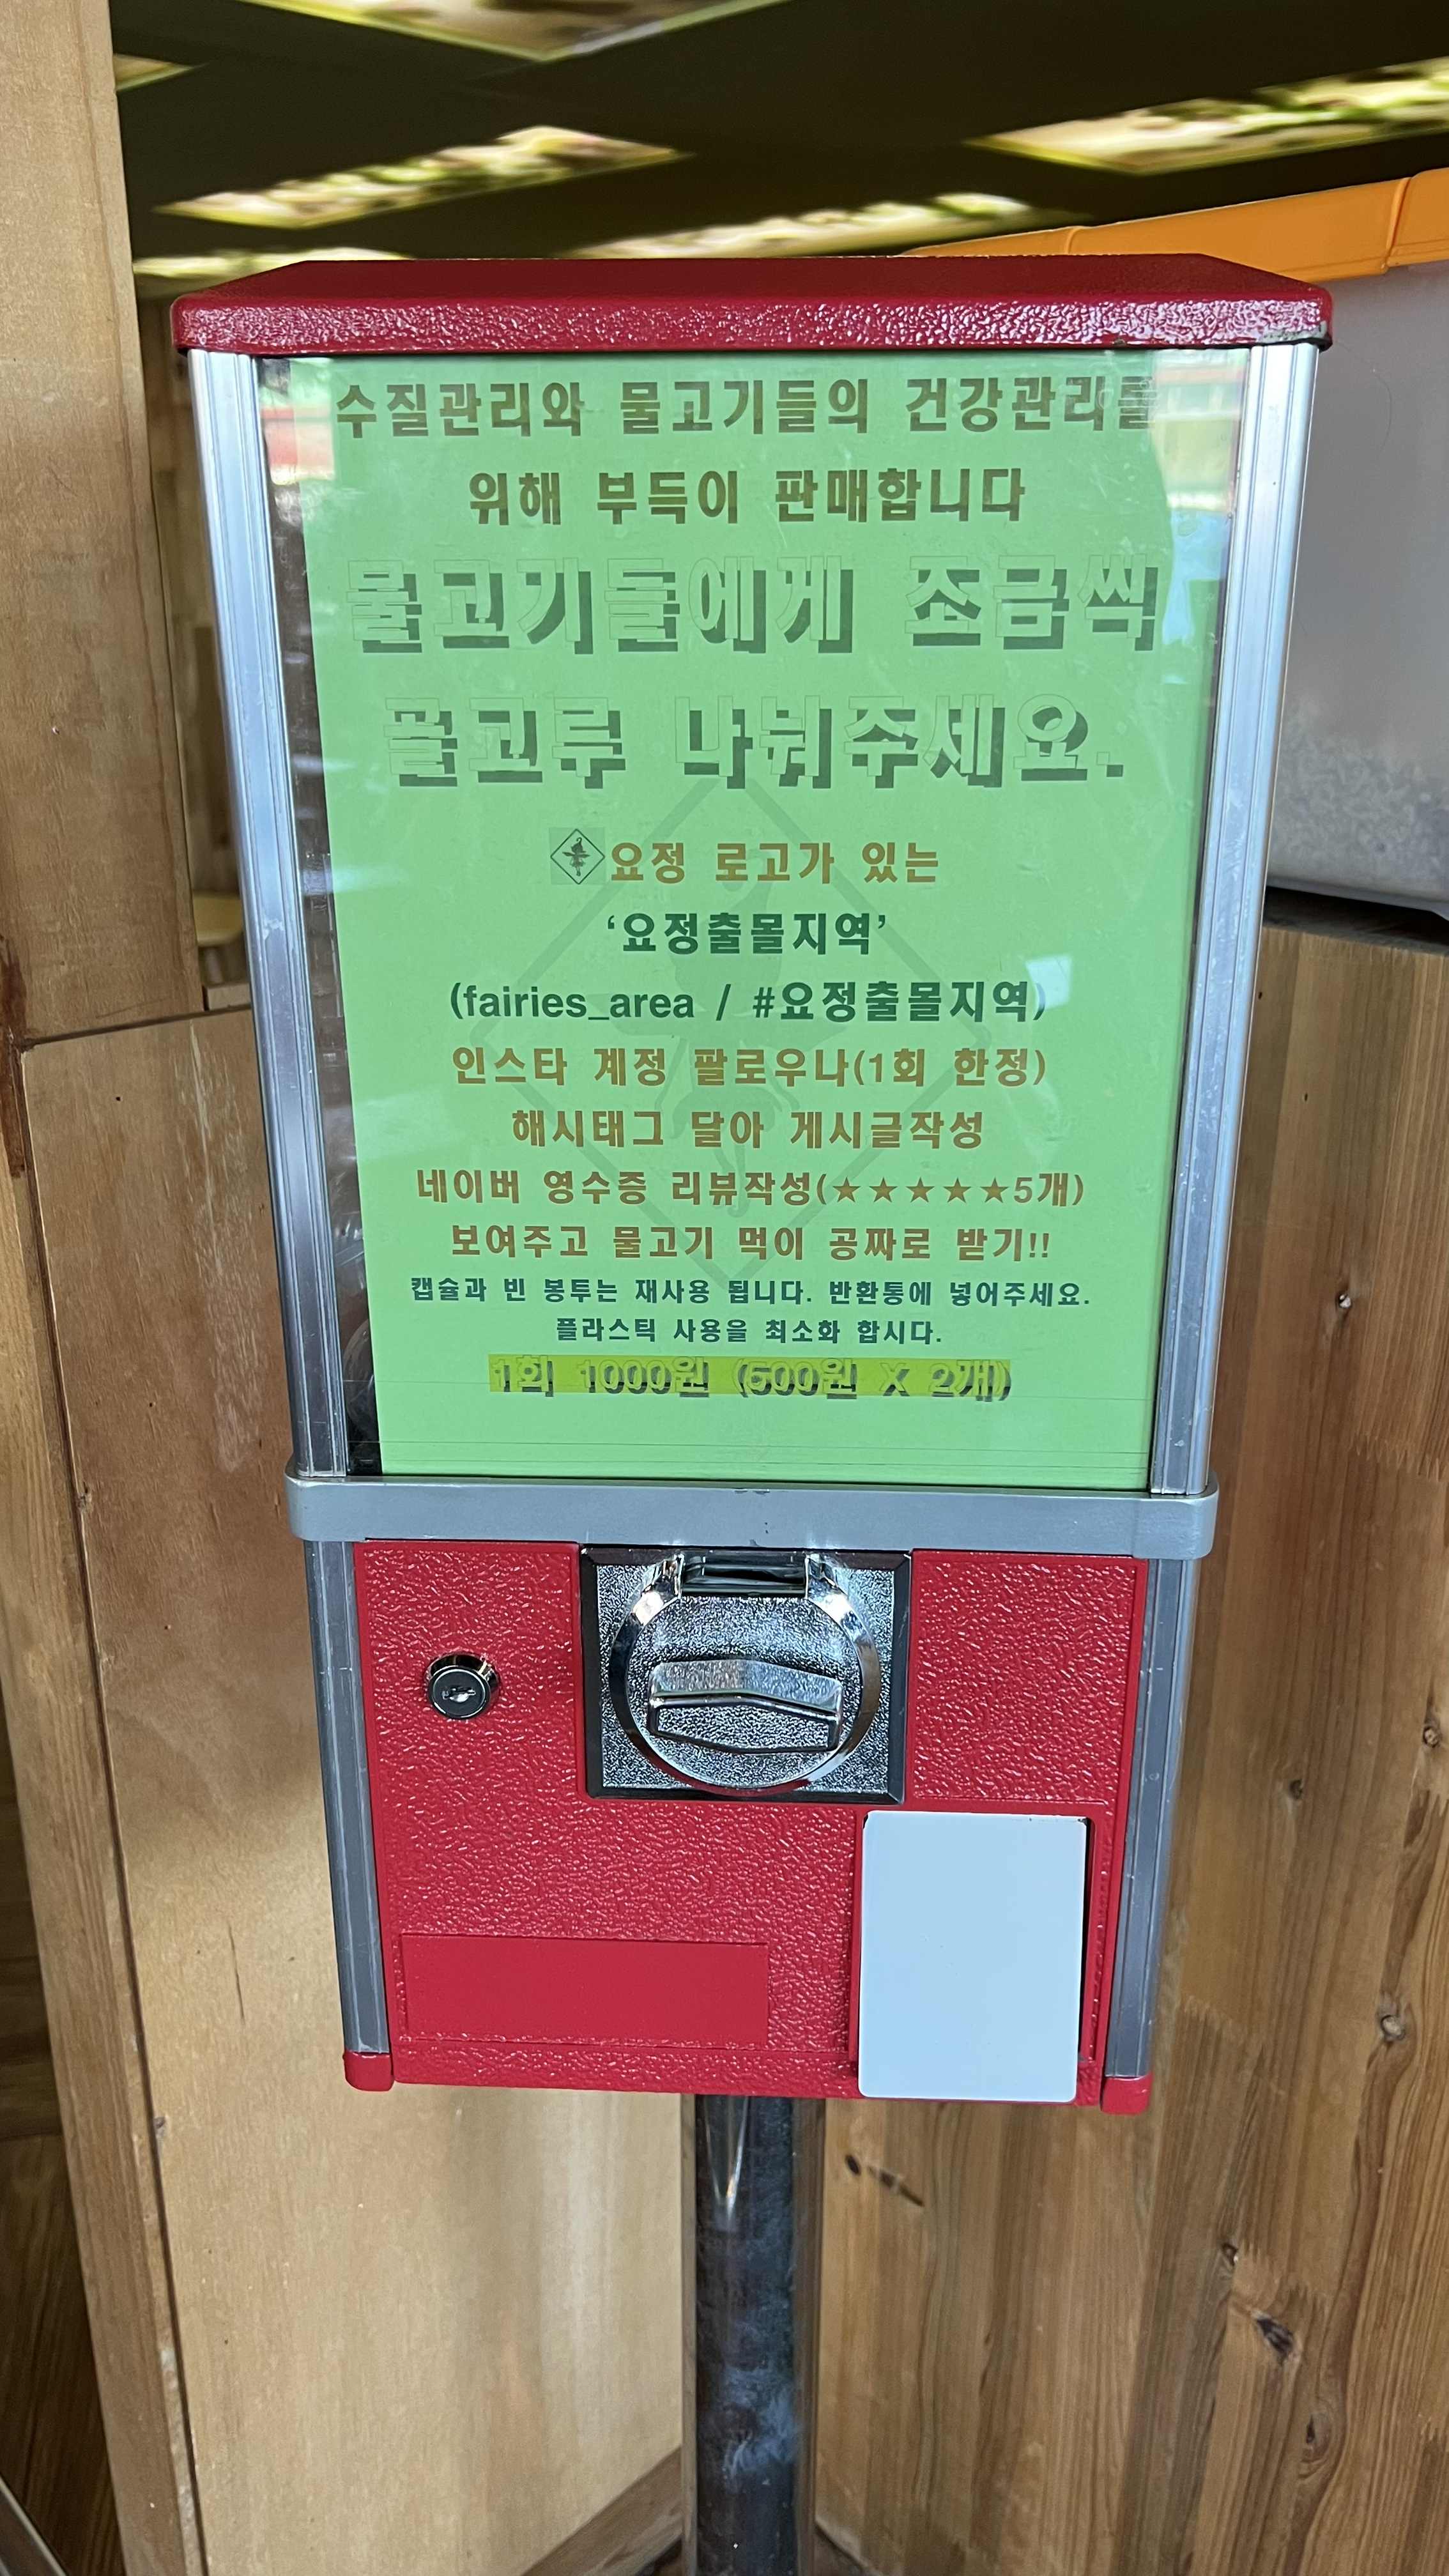 수질관리와 물고기들의 건강관리를
위해 부득이 판매합니다
물고기들에게 조금씩
골고루 나눠주세요.
요정 로고가 있는
‘요정출몰지역’
(fairies_area / #요정출몰지역)
인스타 계정 팔로우나(1회 한정)
해시태그 달아 게시글작성
네이버 영수증 리뷰작성(★★★★★5개)
보여주고 물고기 먹이 공짜로 받기!!
캡슐과 빈 봉투는 재사용 됩니다. 반환통에 넣어주세요.
플라스틱 사용을 최소화 합시다.
1회 1000원 (500원 X 2개)